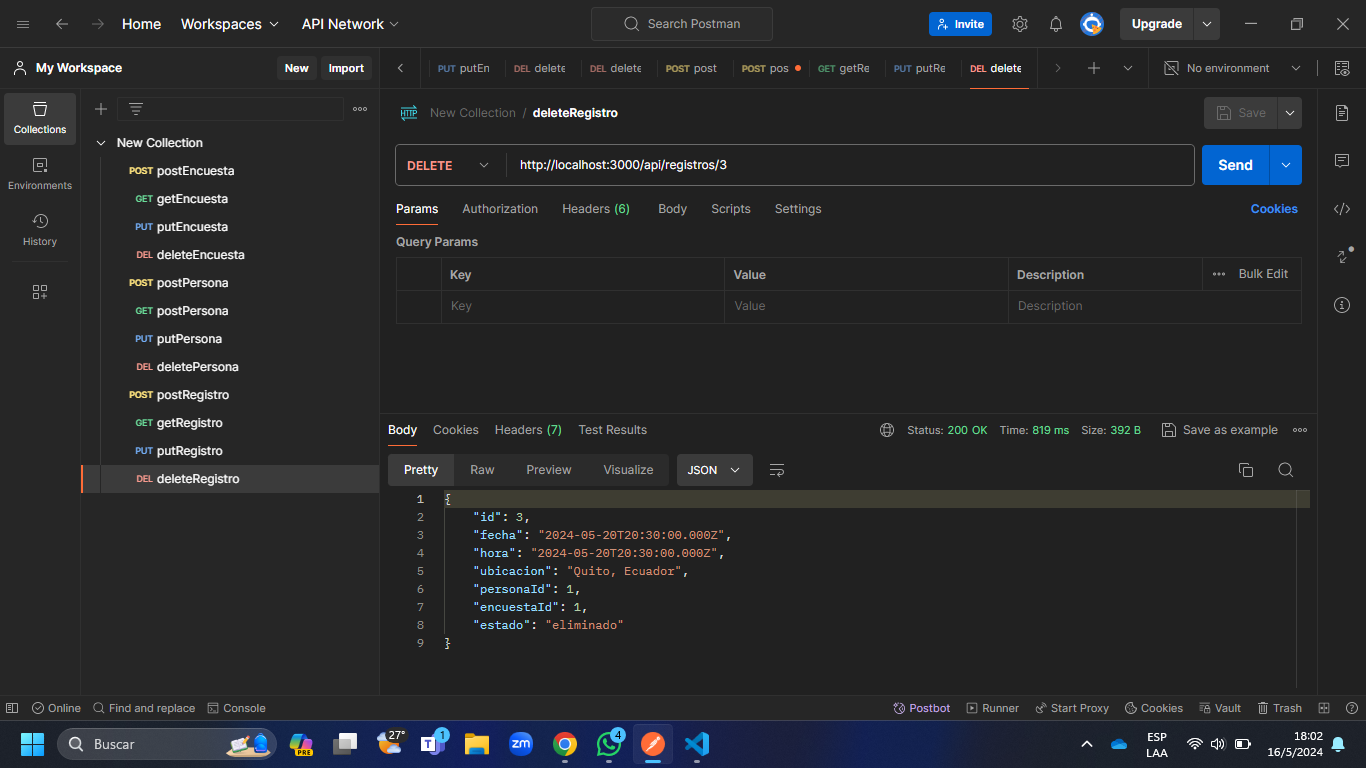 Home Workspaces API Network Search Postman Invite Upgrade
My Workspace New Import PUT putEn DEL delete DEL delete POST post POST pos GET getRe PUT putRe DEL delete No environment
Collections
Environments
History
New Collection
POST postEncuesta
GET getEncuesta
PUT putEncuesta
DEL deleteEncuesta
POST postPersona
GET postPersona
PUT putPersona
DEL deletePersona
POST postRegistro
GET getRegistro
PUT putRegistro
DEL deleteRegistro
HTTP New Collection / deleteRegistro Save
DELETE http://localhost:3000/api/registros/3 Send
Params Authorization Headers (6) Body Scripts Settings Cookies
Query Params
Key Value Description Bulk Edit
Key Value Description
Body Cookies Headers (7) Test Results Status: 200 OK Time: 819 ms Size: 392 B Save as example
Pretty Raw Preview Visualize JSON
1 {
2 "id": 3,
3 "fecha": "2024-05-20T20:30:00.000Z",
4 "hora": "2024-05-20T20:30:00.000Z",
5 "ubicacion": "Quito, Ecuador",
6 "personaId": 1,
7 "encuestaId": 1,
8 "estado": "eliminado"
9 }
Online Find and replace Console Postbot Runner Start Proxy Cookies Vault Trash
Buscar PRE 27° 1 zm 4 ESP 18:02
LAA 16/5/2024